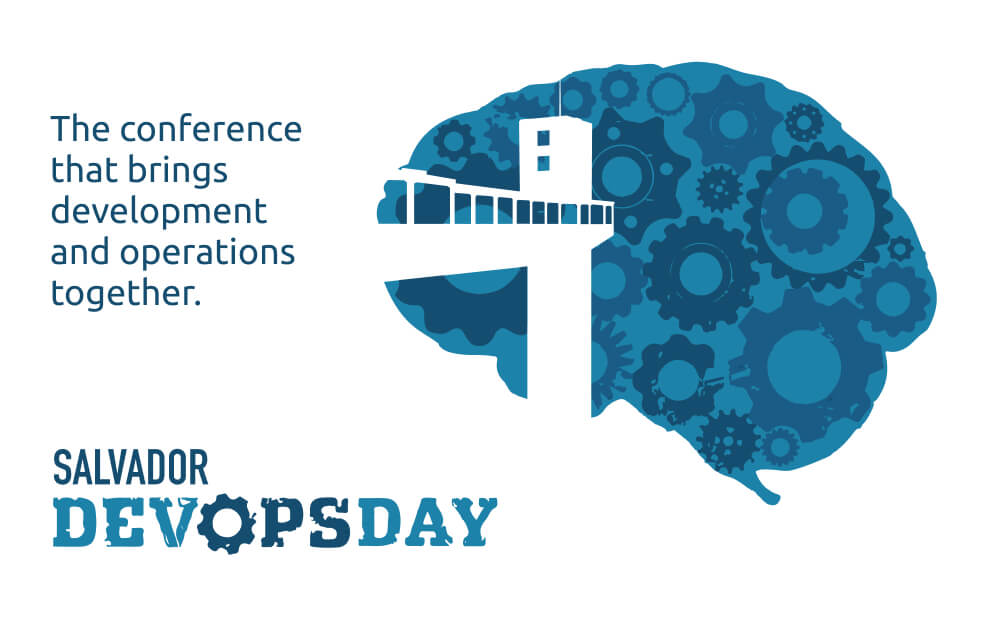 The conference
that brings
development
and operations
together.
SALVADOR
DEVOPSDAY